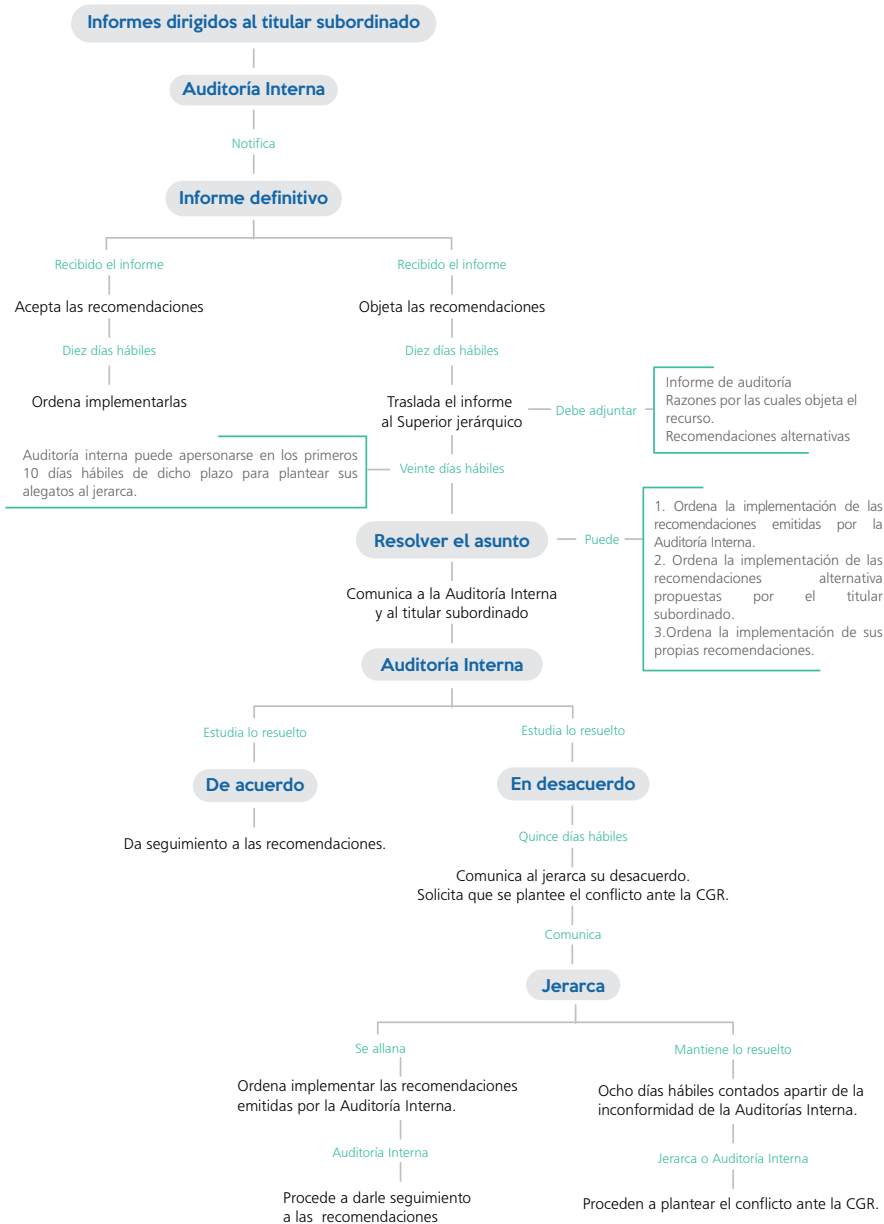 Informes dirigidos al titular subordinado
Auditoría Interna
Notifica
Informe definitivo
Recibido el informe
Acepta las recomendaciones
Diez días hábiles
Ordena implementarlas
Recibido el informe
Objeta las recomendaciones
Diez días hábiles
Traslada el informe
al Superior jerárquico
Debe adjuntar
Informe de auditoría
Razones por las cuales objeta el
recurso.
Recomendaciones alternativas
Auditoría interna puede apersonarse en los primeros
10 días hábiles de dicho plazo para plantear sus
alegatos al jerarca.
Veinte días hábiles
Resolver el asunto
Puede
1. Ordena la implementación de las
recomendaciones emitidas por la
Auditoría Interna.
2. Ordena la implementación de las
recomendaciones alternativa
propuestas por el titular
subordinado.
3.Ordena la implementación de sus
propias recomendaciones.
Comunica a la Auditoría Interna
y al titular subordinado
Auditoría Interna
Estudia lo resuelto
De acuerdo
Da seguimiento a las recomendaciones.
Estudia lo resuelto
En desacuerdo
Quince días hábiles
Comunica al jerarca su desacuerdo.
Solicita que se plantee el conflicto ante la CGR.
Comunica
Jerarca
Se allana
Ordena implementar las recomendaciones
emitidas por la Auditoría Interna.
Auditoría Interna
Procede a darle seguimiento
a las recomendaciones
Mantiene lo resuelto
Ocho días hábiles contados apartir de la
inconformidad de la Auditorías Interna.
Jerarca o Auditoría Interna
Proceden a plantear el conflicto ante la CGR.